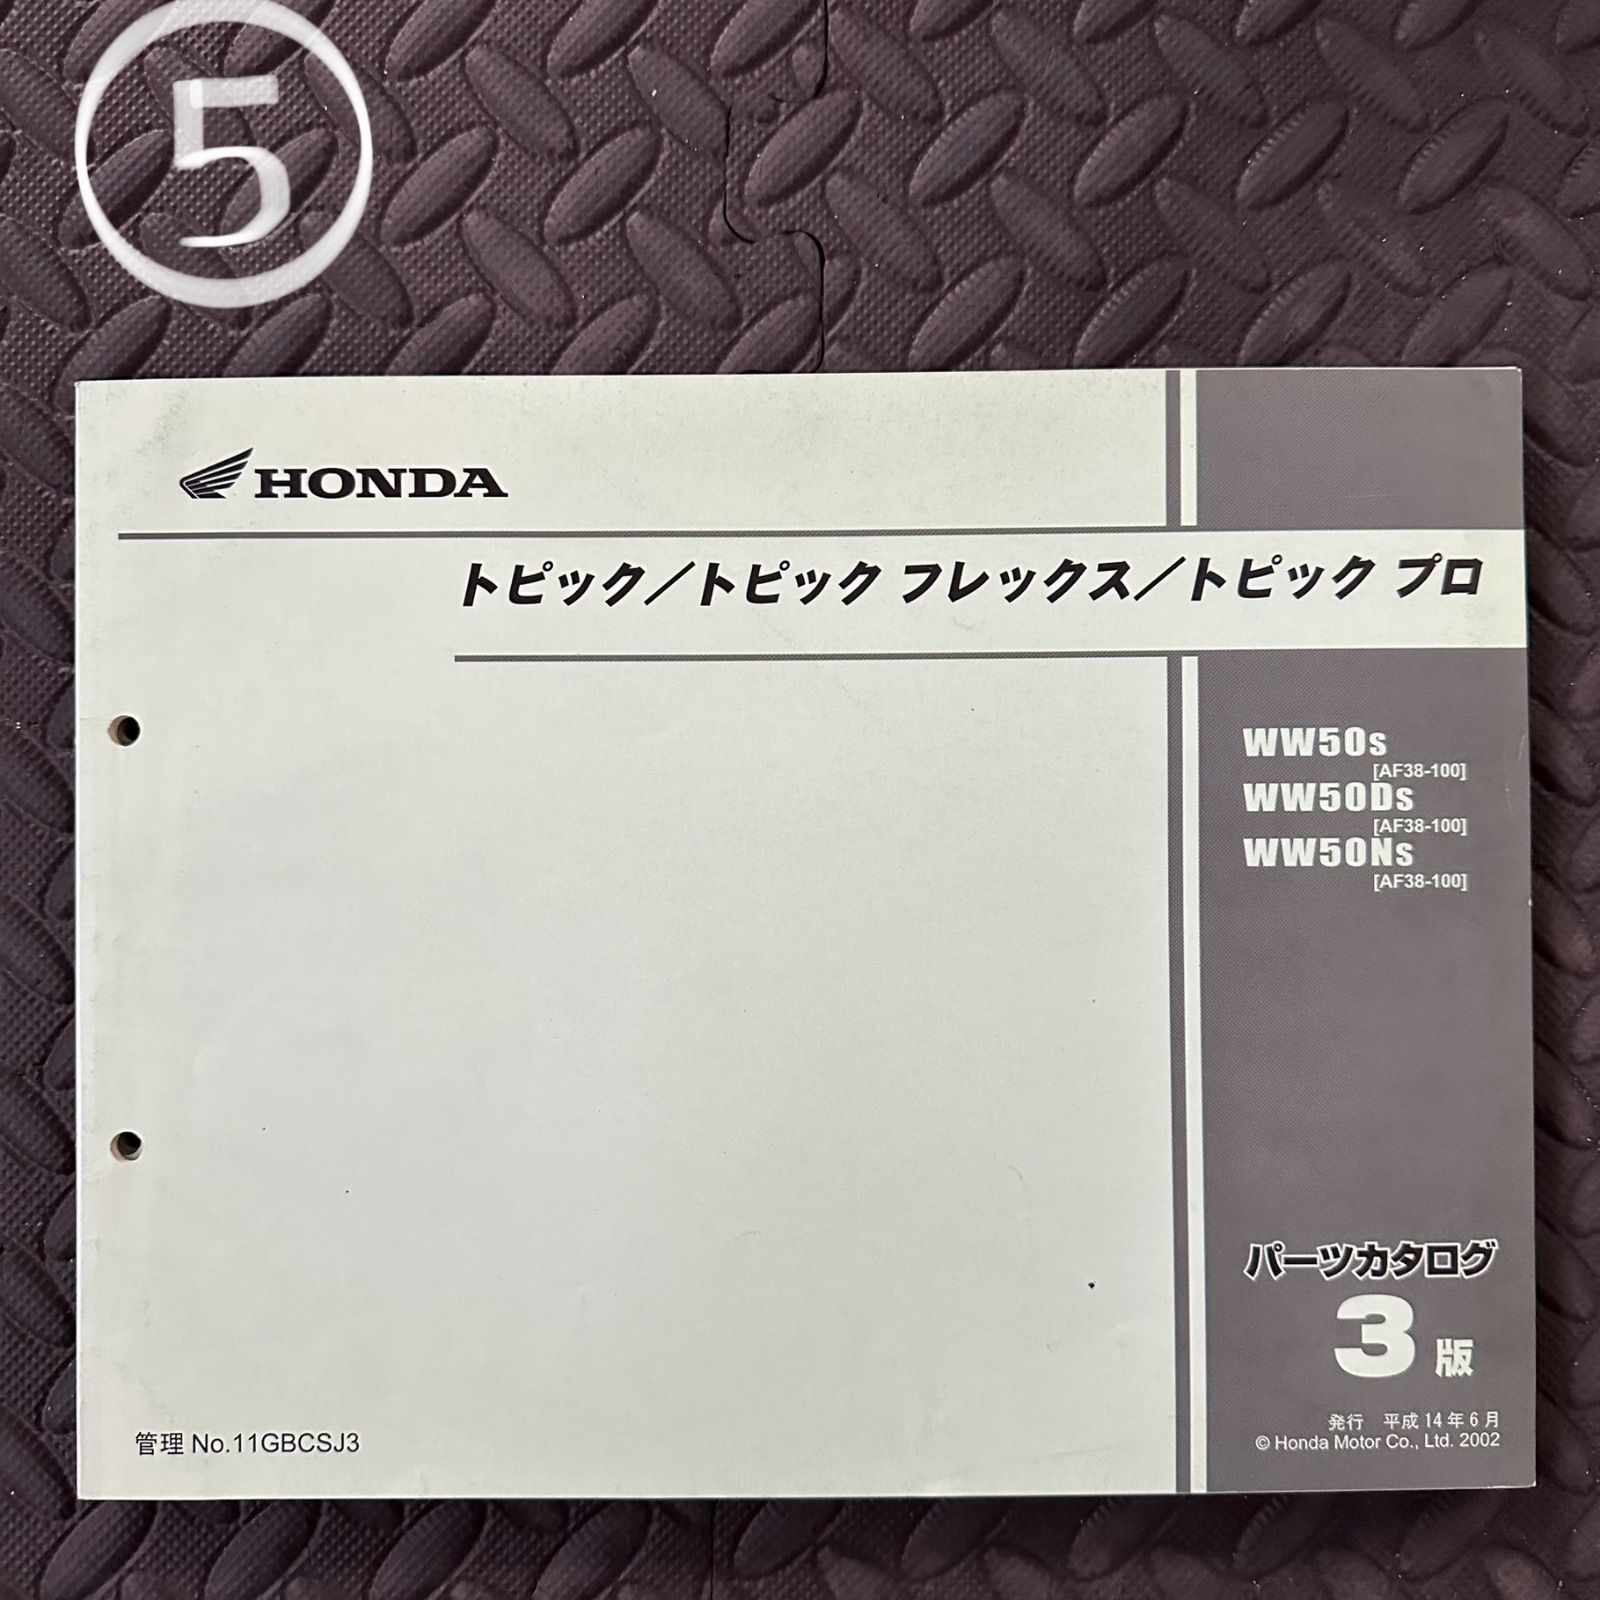 5
HONDA
トピック／トピック フレックス／トピック プロ
WW50s
[AF38-100]
WW50Ds
[AF38-100]
WW50Ns
[AF38-100]
パーツカタログ
3版
発行 平成14年6月
© Honda Motor Co., Ltd. 2002
管理 No.11GBCSJ3